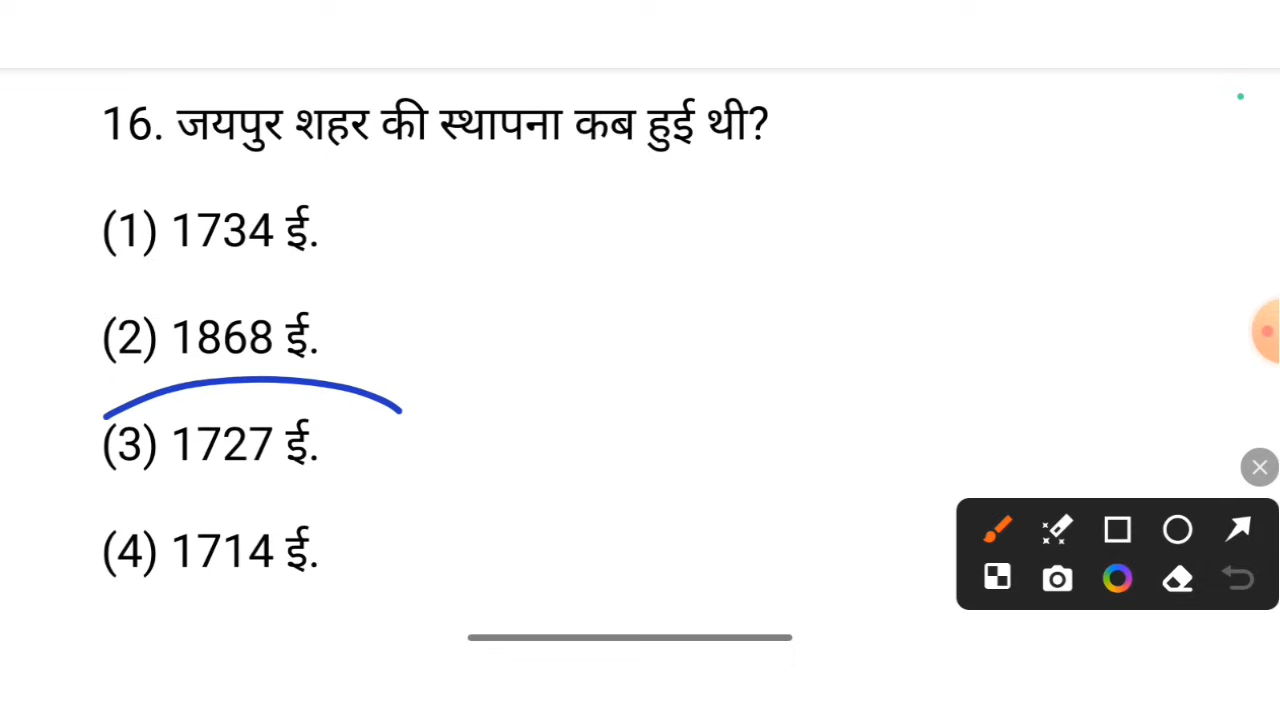 16. जयपुर शहर की स्थापना कब हुई थी?
(1) 1734 ई.
(2) 1868 ई.
(3) 1727 ई.
(4) 1714 ई.